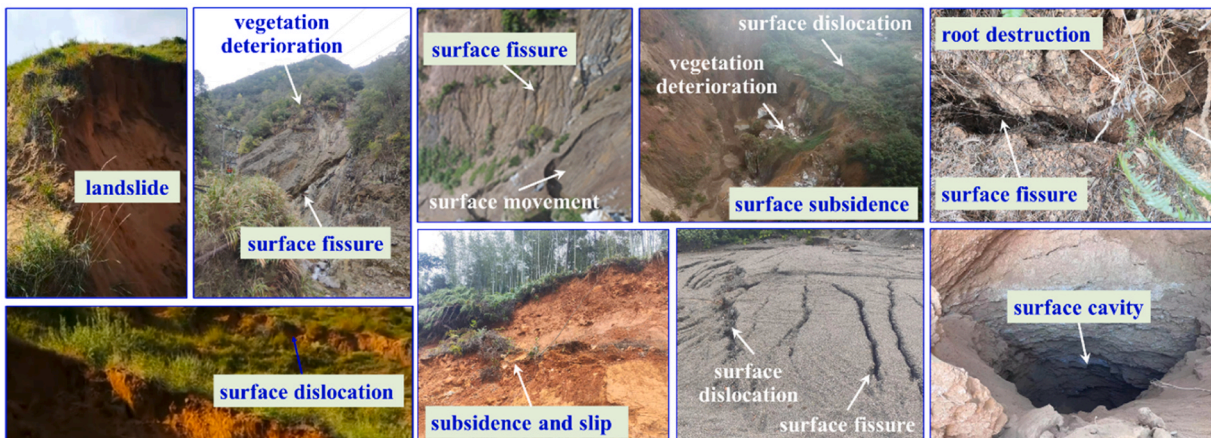 landslide
vegetation
deterioration
surface fissure
surface fissure
surface movement
surface dislocation
vegetation
deterioration
surface subsidence
root destruction
surface fissure
surface dislocation
subsidence and slip
surface
dislocation
surface fissure
surface cavity